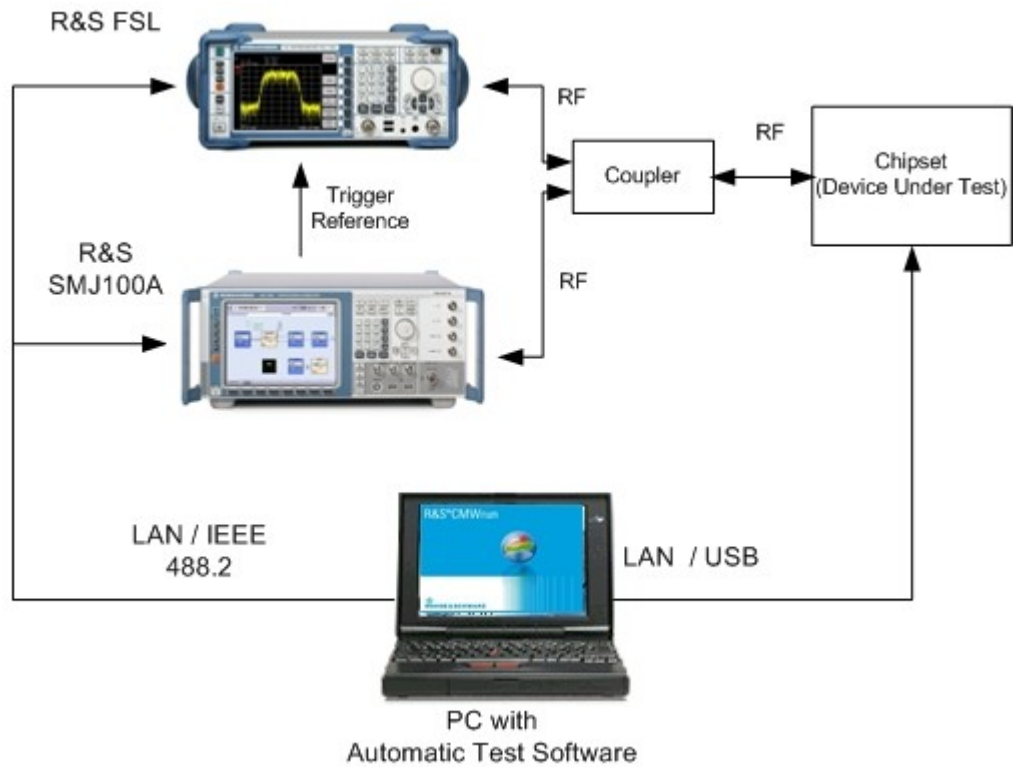 R&S FSL
RF
RF
Coupler
Chipset
(Device Under Test)
Trigger
Reference
R&S
SMJ100A
RF
R&S®CMWrun
LAN / IEEE
488.2
LAN / USB
PC with
Automatic Test Software